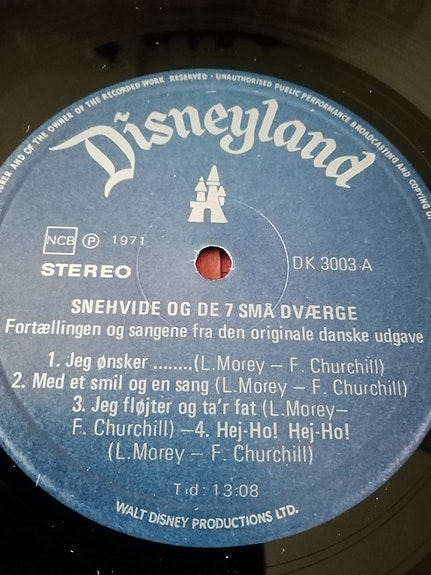 URER AND OF THE OWNER OF THE RECORDED WORK RESERVED · UNAUTHORISED PUBLIC PERFORMANCE BROADCASTING AND COPYING OF
Disneyland
NCB Ⓟ 1971
STEREO
DK 3003 A
SNEHVIDE OG DE 7 SMÅ DVÆRGE
Fortællingen og sangene fra den originale danske udgave
1. Jeg ønsker ........(L. Morey – F. Churchill)
2. Med et smil og en sang (L. Morey – F. Churchill)
3. Jeg fløjter og ta'r fat (L. Morey–
F. Churchill) –4. Hej-Ho! Hej-Ho!
(L. Morey – F. Churchill)
Tid: 13:08
WALT DISNEY PRODUCTIONS LTD.